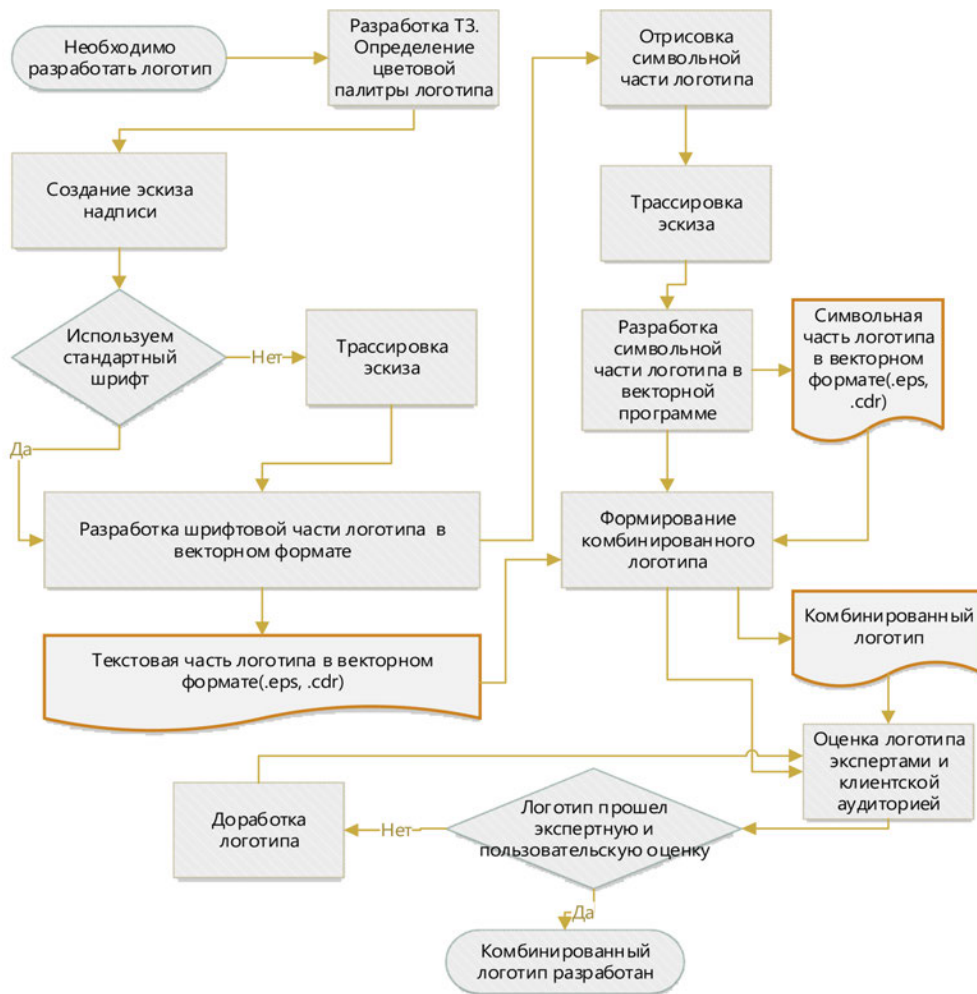 Необходимо
разработать логотип
Разработка ТЗ.
Определение
цветовой
палитры логотипа
Отрисовка
символьной
части логотипа
Создание эскиза
надписи
Трассировка
эскиза
Используем
стандартный
шрифт
Нет
Трассировка
эскиза
Разработка
символьной
части логотипа в
векторной
программе
Символьная
часть логотипа
в векторном
формате(.eps,
.cdr)
Да
Разработка шрифтовой части логотипа в
векторном формате
Формирование
комбинированного
логотипа
Текстовая часть логотипа в векторном
формате(.eps, .cdr)
Комбинированный
логотип
Оценка логотипа
экспертами и
клиентской
аудиторией
Доработка
логотипа
Нет
Логотип прошел
экспертную и
пользовательскую оценку
Да
Комбинированный
логотип разработан